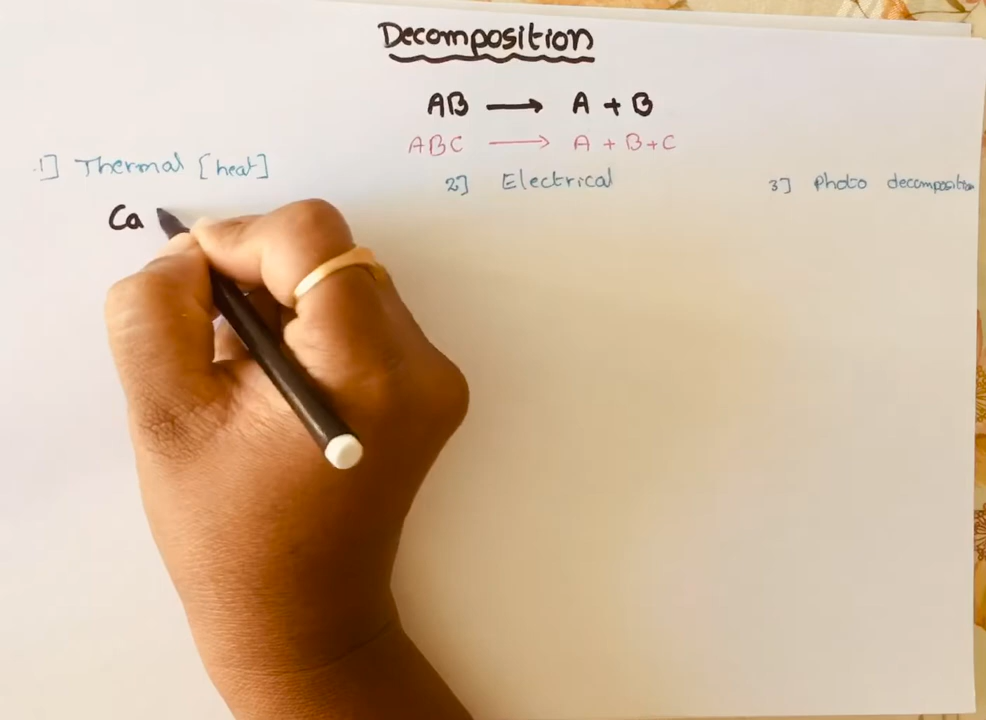 Decomposition
AB → A + B
ABC → A + B + C
1] Thermal [heat]
2] Electrical
3] Photo decomposition
Ca